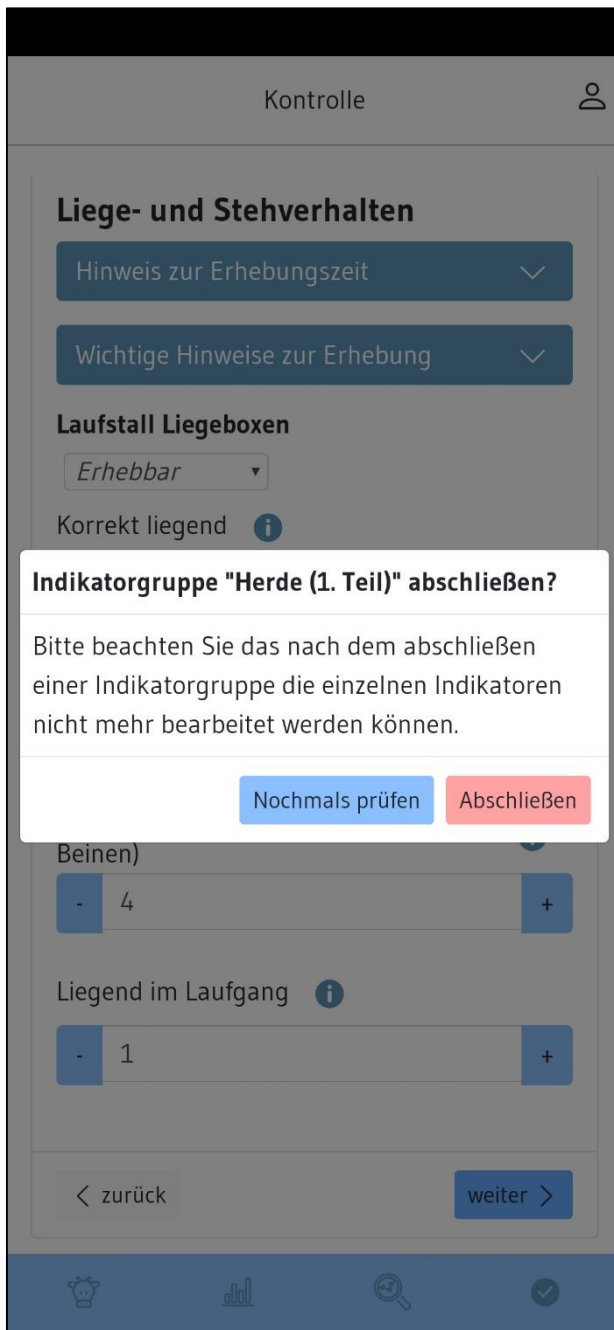 Kontrolle
Liege- und Stehverhalten
Hinweis zur Erhebungszeit
Wichtige Hinweise zur Erhebung
Laufstall Liegeboxen
Erhebbar
Korrekt liegend
Indikatorgruppe "Herde (1. Teil)" abschließen?
Bitte beachten Sie das nach dem abschließen
einer Indikatorgruppe die einzelnen Indikatoren
nicht mehr bearbeitet werden können.
Nochmals prüfen Abschließen
Beinen)
- 4 +
Liegend im Laufgang
- 1 +
< zurück weiter >